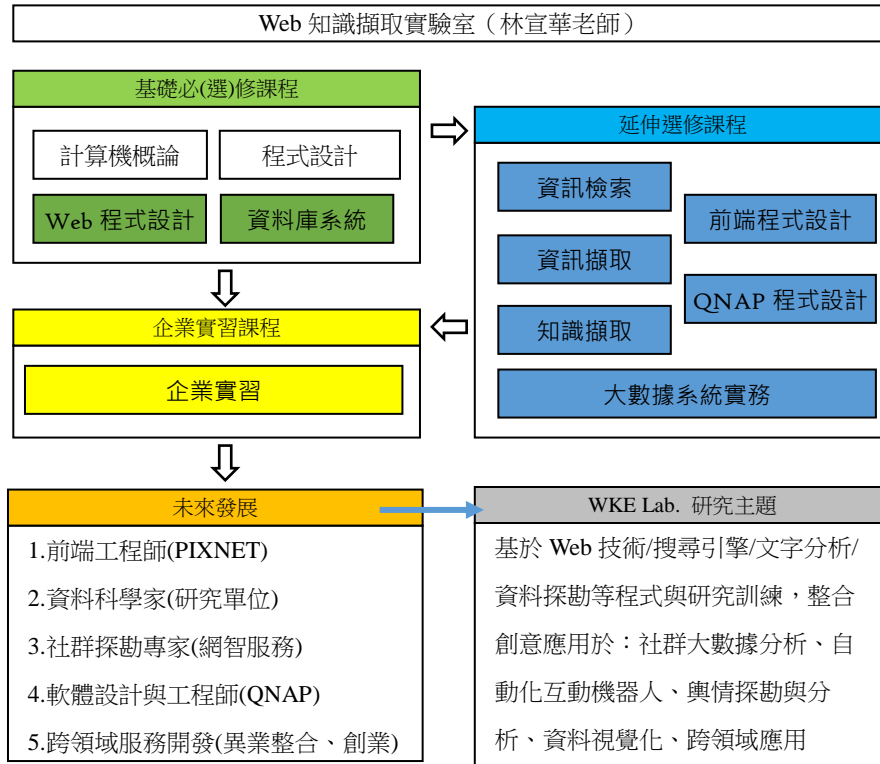 Web 知識擷取實驗室（林宣華老師）
基礎必(選)修課程
計算機概論
程式設計
Web 程式設計
資料庫系統
延伸選修課程
資訊檢索
前端程式設計
資訊擷取
QNAP 程式設計
知識擷取
大數據系統實務
企業實習課程
企業實習
未來發展
1.前端工程師(PIXNET)
2.資料科學家(研究單位)
3.社群探勘專家(網智服務)
4.軟體設計與工程師(QNAP)
5.跨領域服務開發(異業整合、創業)
WKE Lab. 研究主題
基於 Web 技術/搜尋引擎/文字分析/
資料探勘等程式與研究訓練，整合
創意應用於：社群大數據分析、自
動化互動機器人、輿情探勘與分
析、資料視覺化、跨領域應用